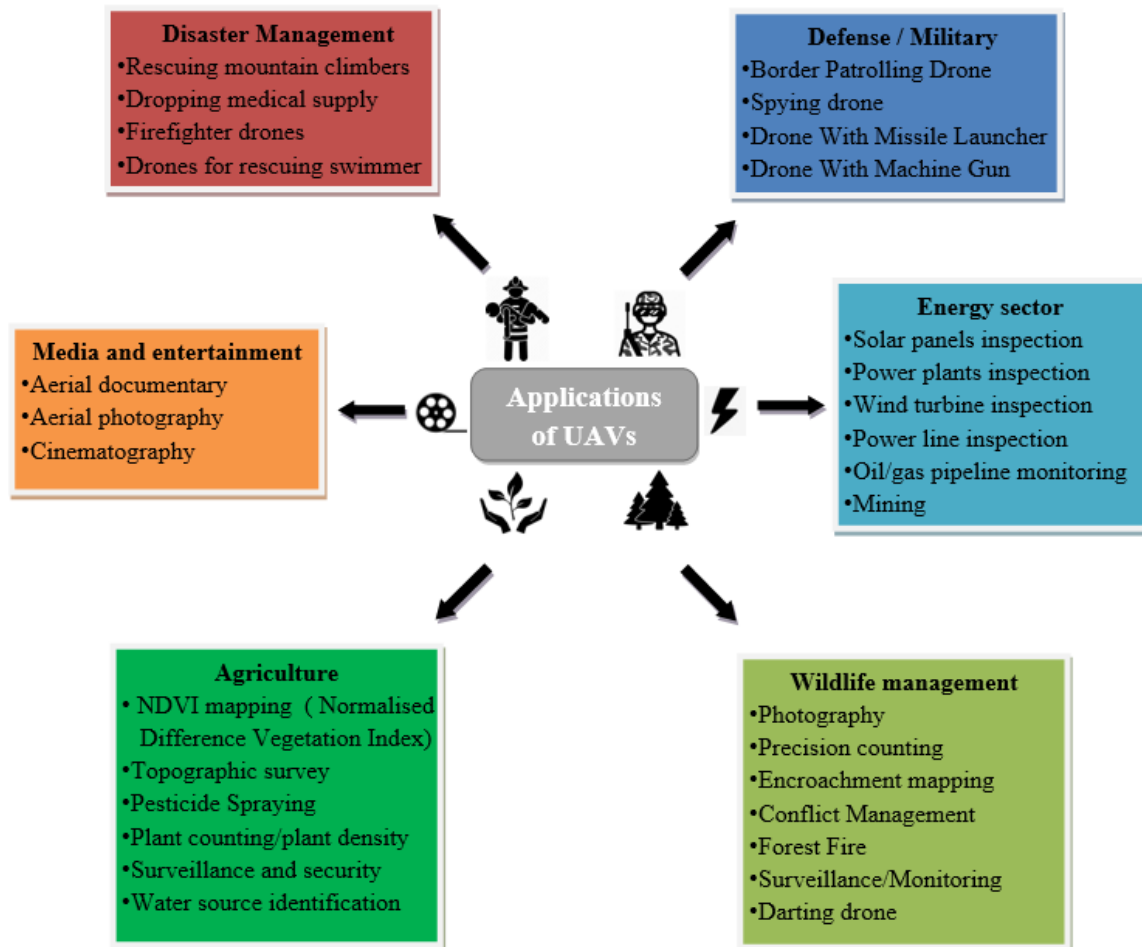 Disaster Management
•Rescuing mountain climbers
•Dropping medical supply
•Firefighter drones
•Drones for rescuing swimmer
Defense / Military
•Border Patrolling Drone
•Spying drone
•Drone With Missile Launcher
•Drone With Machine Gun
Media and entertainment
•Aerial documentary
•Aerial photography
•Cinematography
Applications
of UAVs
Energy sector
•Solar panels inspection
•Power plants inspection
•Wind turbine inspection
•Power line inspection
•Oil/gas pipeline monitoring
•Mining
Agriculture
• NDVI mapping ( Normalised
Difference Vegetation Index)
•Topographic survey
•Pesticide Spraying
•Plant counting/plant density
•Surveillance and security
•Water source identification
Wildlife management
•Photography
•Precision counting
•Encroachment mapping
•Conflict Management
•Forest Fire
•Surveillance/Monitoring
•Darting drone